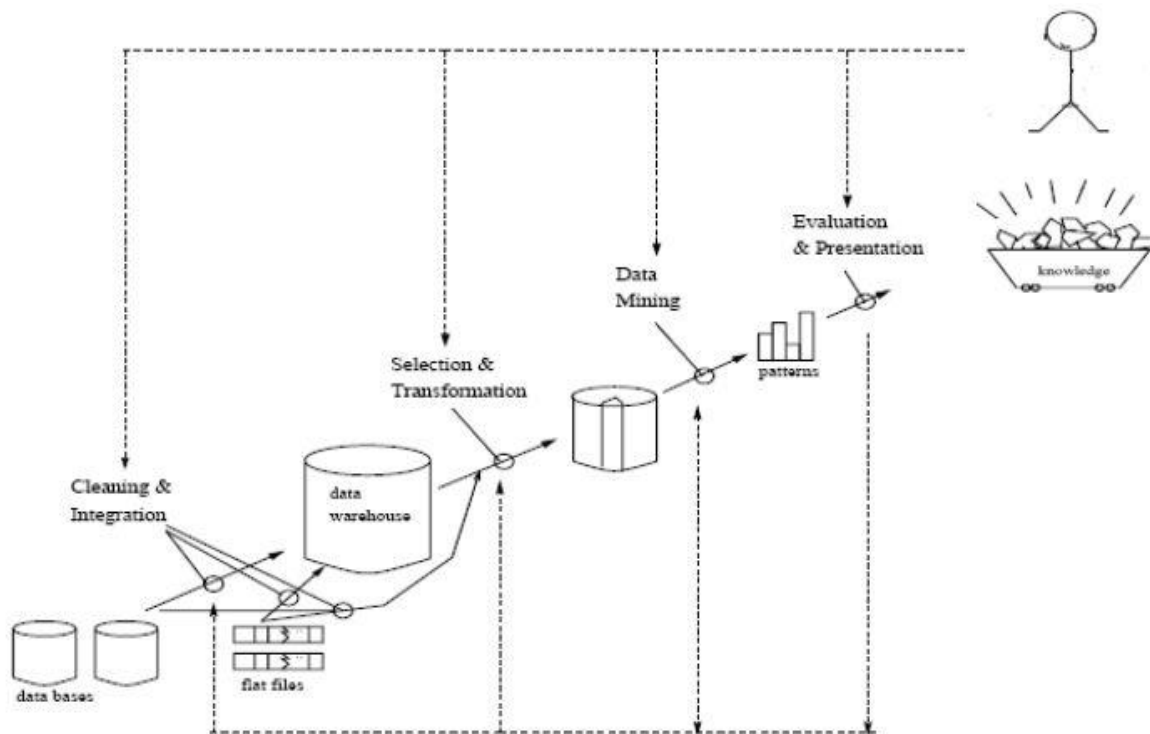 Evaluation
& Presentation
knowledge
Data
Mining
patterns
Selection &
Transformation
Cleaning &
Integration
data
warehouse
data bases
flat files